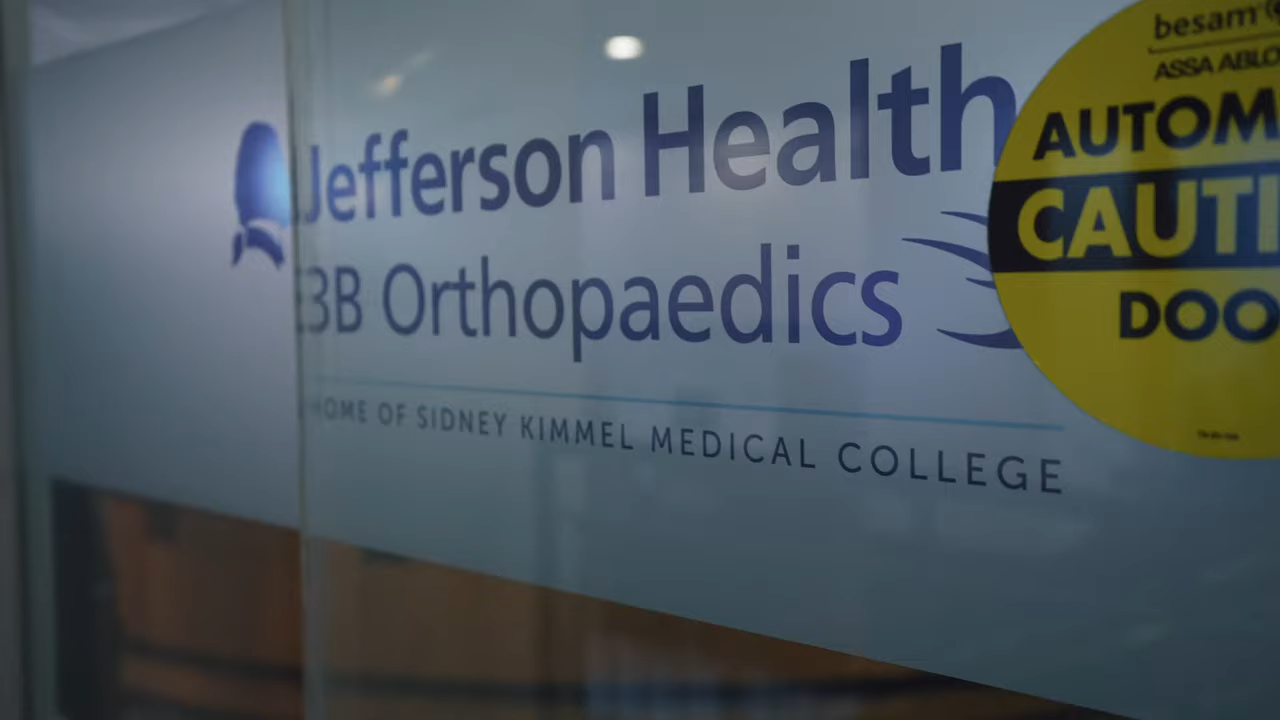 Jefferson Health
3B Orthopaedics
HOME OF SIDNEY KIMMEL MEDICAL COLLEGE
besam
ASSA ABLO
AUTOM
CAUTI
DOO